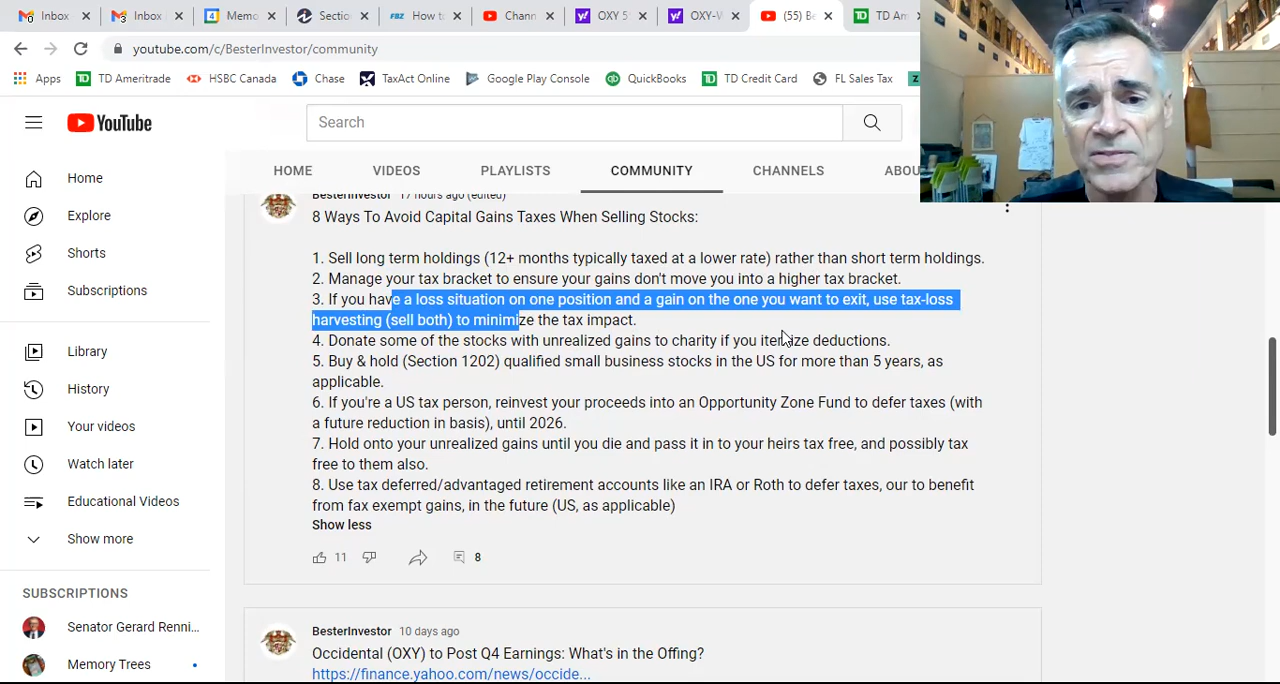 Inbox
Inbox
Memo
Sectio
How to
Chann
OXY 5
OXY-W
(55) Be
TD Am
youtube.com/c/BesterInvestor/community
Apps
TD Ameritrade
HSBC Canada
Chase
TaxAct Online
Google Play Console
QuickBooks
TD Credit Card
FL Sales Tax
YouTube
Search
HOME
VIDEOS
PLAYLISTS
COMMUNITY
CHANNELS
ABOU
Home
Explore
Shorts
Subscriptions
Library
History
Your videos
Watch later
Educational Videos
Show more
SUBSCRIPTIONS
Senator Gerard Renni...
Memory Trees
BesterInvestor 17 hours ago (edited)
8 Ways To Avoid Capital Gains Taxes When Selling Stocks:
1. Sell long term holdings (12+ months typically taxed at a lower rate) rather than short term holdings.
2. Manage your tax bracket to ensure your gains don't move you into a higher tax bracket.
3. If you have a loss situation on one position and a gain on the one you want to exit, use tax-loss
harvesting (sell both) to minimize the tax impact.
4. Donate some of the stocks with unrealized gains to charity if you itemize deductions.
5. Buy & hold (Section 1202) qualified small business stocks in the US for more than 5 years, as
applicable.
6. If you're a US tax person, reinvest your proceeds into an Opportunity Zone Fund to defer taxes (with
a future reduction in basis), until 2026.
7. Hold onto your unrealized gains until you die and pass it in to your heirs tax free, and possibly tax
free to them also.
8. Use tax deferred/advantaged retirement accounts like an IRA or Roth to defer taxes, our to benefit
from fax exempt gains, in the future (US, as applicable)
Show less
11
8
BesterInvestor 10 days ago
Occidental (OXY) to Post Q4 Earnings: What's in the Offing?
https://finance.yahoo.com/news/occide...